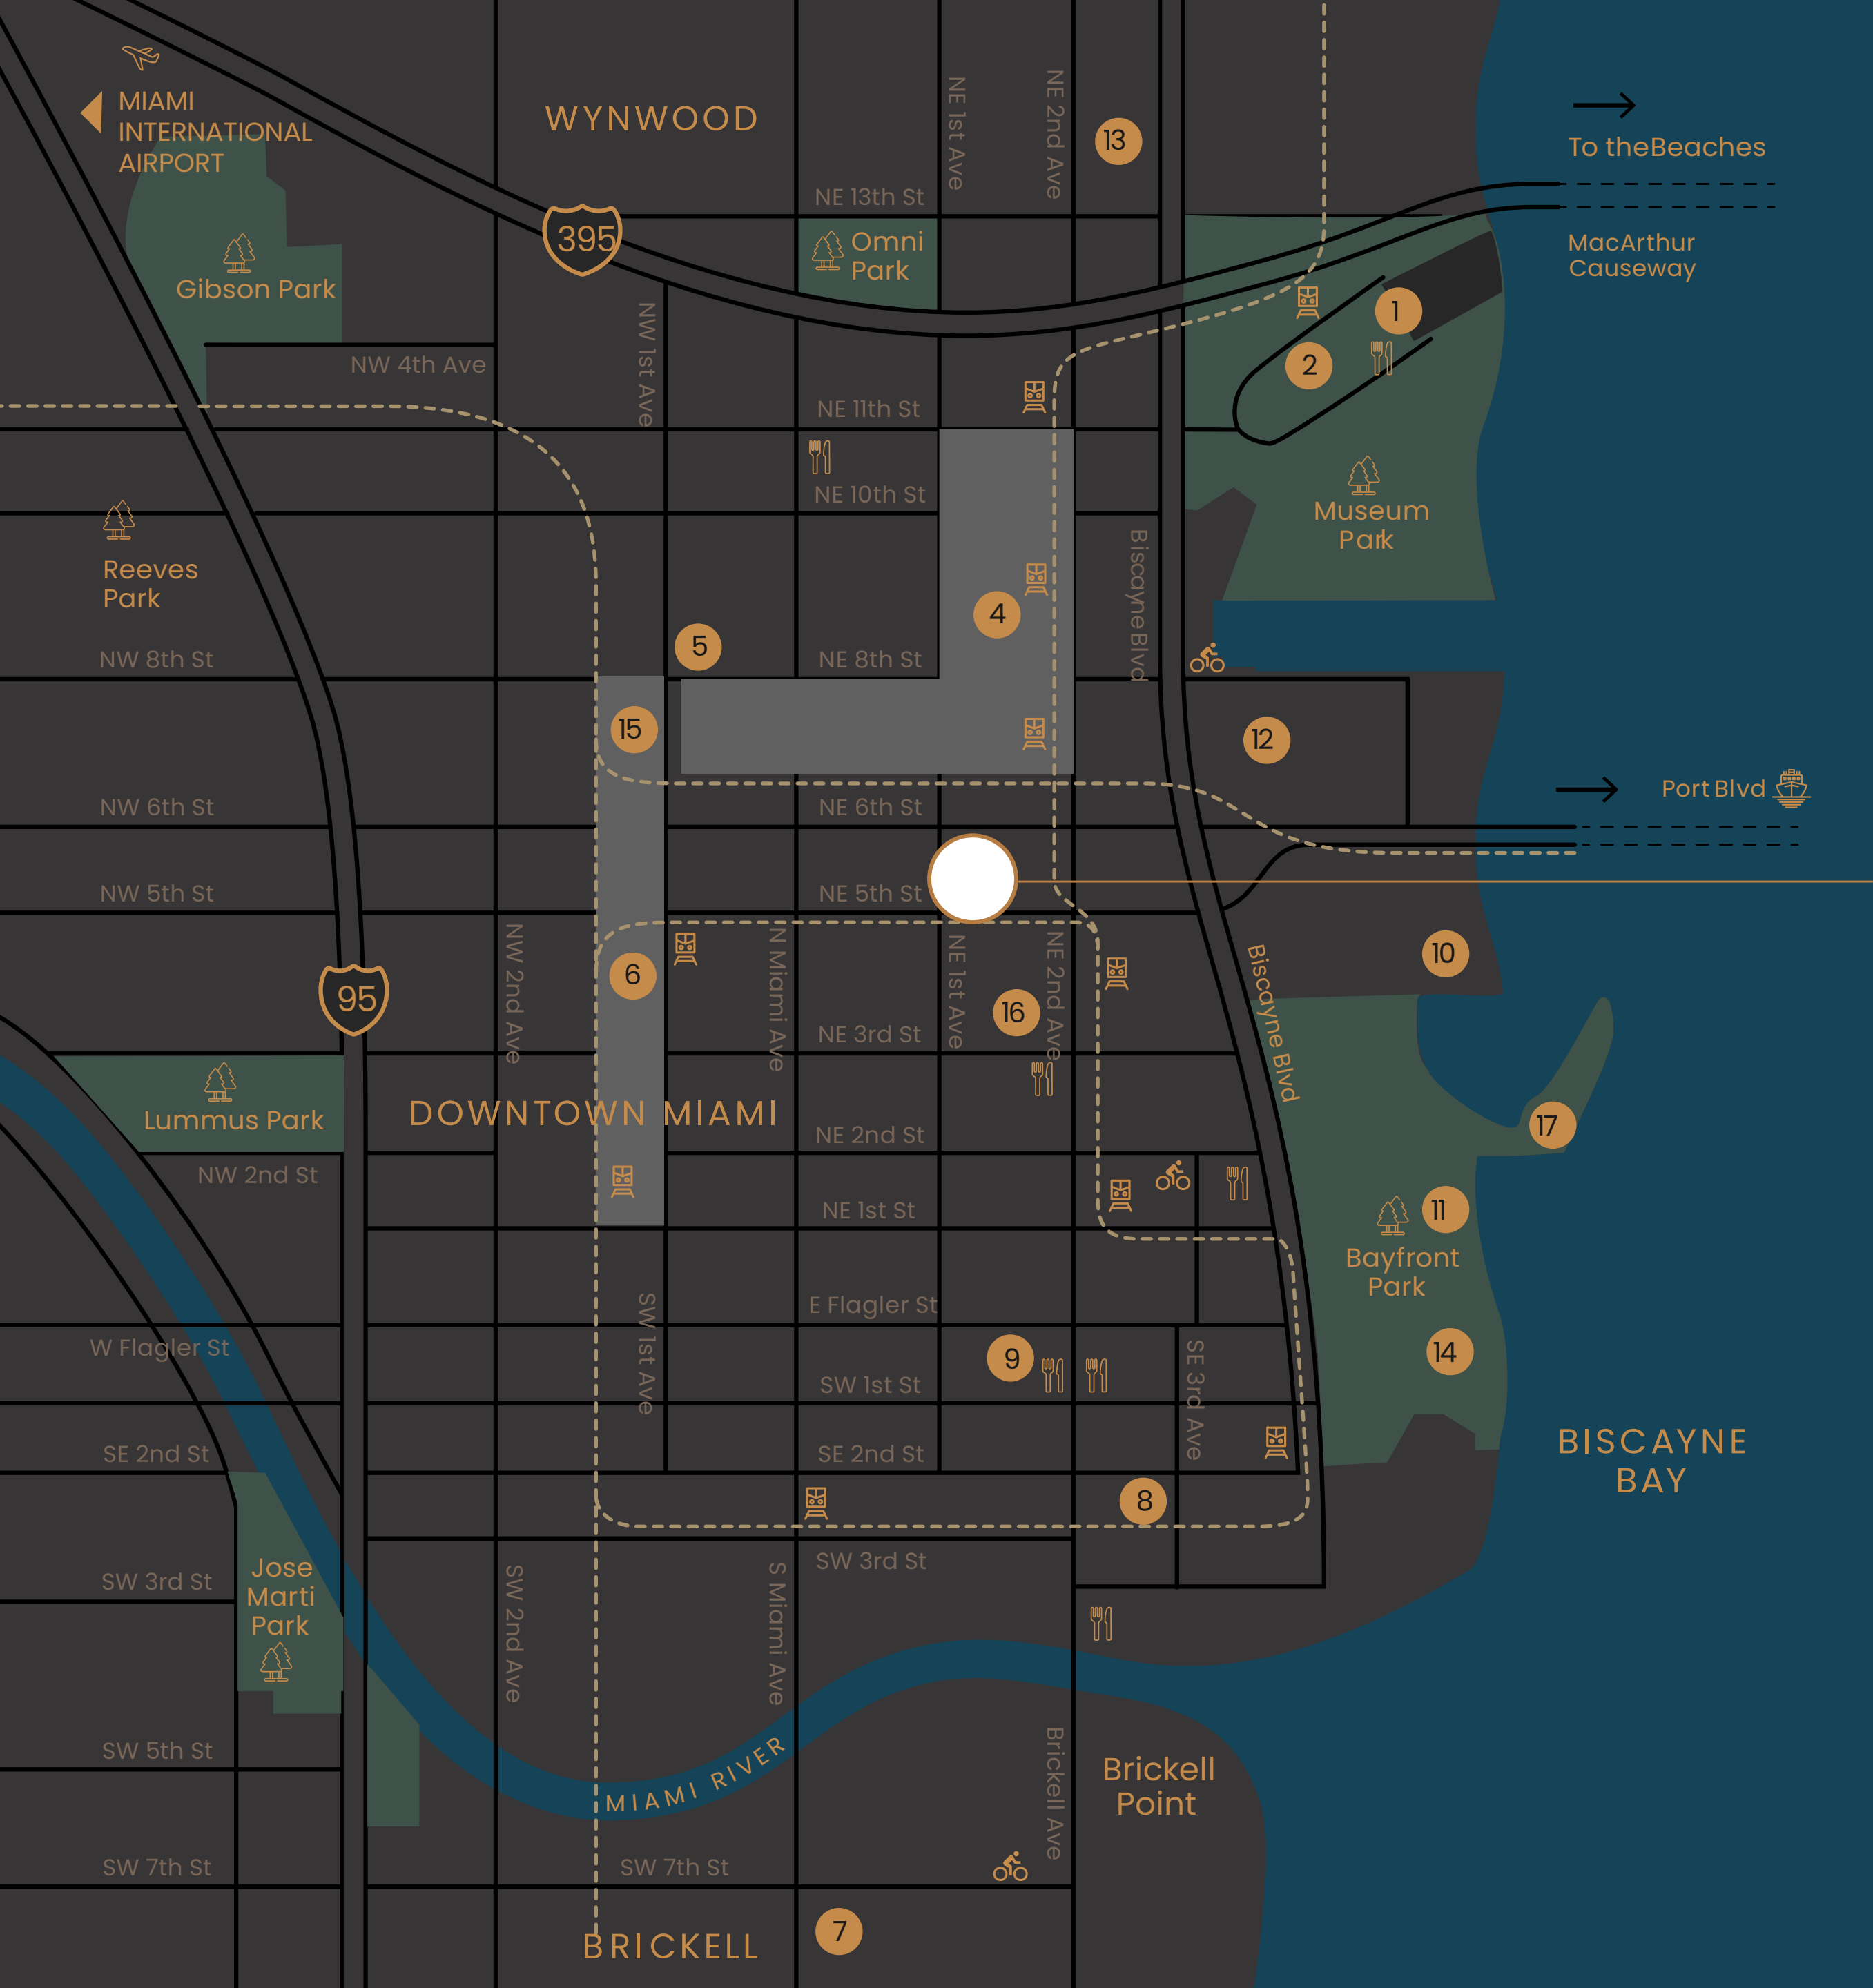 MIAMI
INTERNATIONAL
AIRPORT
WYNWOOD
NE 1st Ave
NE 2nd Ave
13
To theBeaches
NE 13th St
395
Omni
Park
MacArthur
Causeway
Gibson Park
NW 1st Ave
1
2
NW 4th Ave
NE 11th St
NE 10th St
Museum
Park
Reeves
Park
Biscayne Blvd
4
5
NW 8th St
NE 8th St
15
12
Port Blvd
NW 6th St
NE 6th St
NW 5th St
NE 5th St
NW 2nd Ave
N Miami Ave
NE 1st Ave
NE 2nd Ave
Biscayne Blvd
10
6
95
16
NE 3rd St
Lummus Park
DOWNTOWN MIAMI
NE 2nd St
17
NW 2nd St
NE 1st St
11
Bayfront
Park
E Flagler St
SW 1st Ave
W Flagler St
9
SE 3rd Ave
14
SW 1st St
SE 2nd St
SE 2nd St
BISCAYNE
BAY
8
Jose
Marti
Park
SW 3rd St
SW 3rd St
SW 2nd Ave
S Miami Ave
SW 5th St
MIAMI RIVER
Brickell Ave
Brickell
Point
SW 7th St
SW 7th St
7
BRICKELL